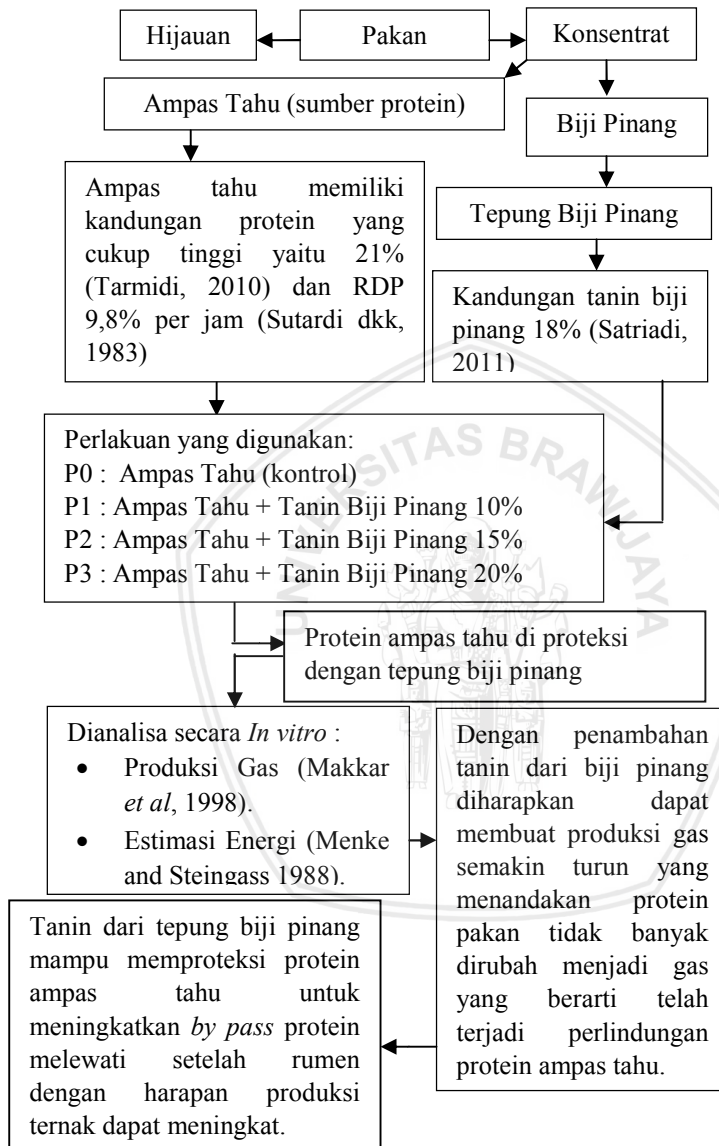 Hijauan
Pakan
Konsentrat
Ampas Tahu (sumber protein)
Biji Pinang
Ampas tahu memiliki
kandungan protein yang
cukup tinggi yaitu 21%
(Tarmidi, 2010) dan RDP
9,8% per jam (Sutardi dkk,
1983)
Tepung Biji Pinang
Kandungan tanin biji
pinang 18% (Satriadi,
2011)
Perlakuan yang digunakan:
P0 : Ampas Tahu (kontrol)
P1 : Ampas Tahu + Tanin Biji Pinang 10%
P2 : Ampas Tahu + Tanin Biji Pinang 15%
P3 : Ampas Tahu + Tanin Biji Pinang 20%
UNIVERSITAS BRAWIJAYA
Protein ampas tahu di proteksi
dengan tepung biji pinang
Dianalisa secara In vitro :
• Produksi Gas (Makkar
et al, 1998).
• Estimasi Energi (Menke
and Steingass 1988).
Dengan penambahan
tanin dari biji pinang
diharapkan dapat
membuat produksi gas
semakin turun yang
menandakan protein
pakan tidak banyak
dirubah menjadi gas
yang berarti telah
terjadi perlindungan
protein ampas tahu.
Tanin dari tepung biji pinang
mampu memproteksi protein
ampas tahu untuk
meningkatkan by pass protein
melewati setelah rumen
dengan harapan produksi
ternak dapat meningkat.